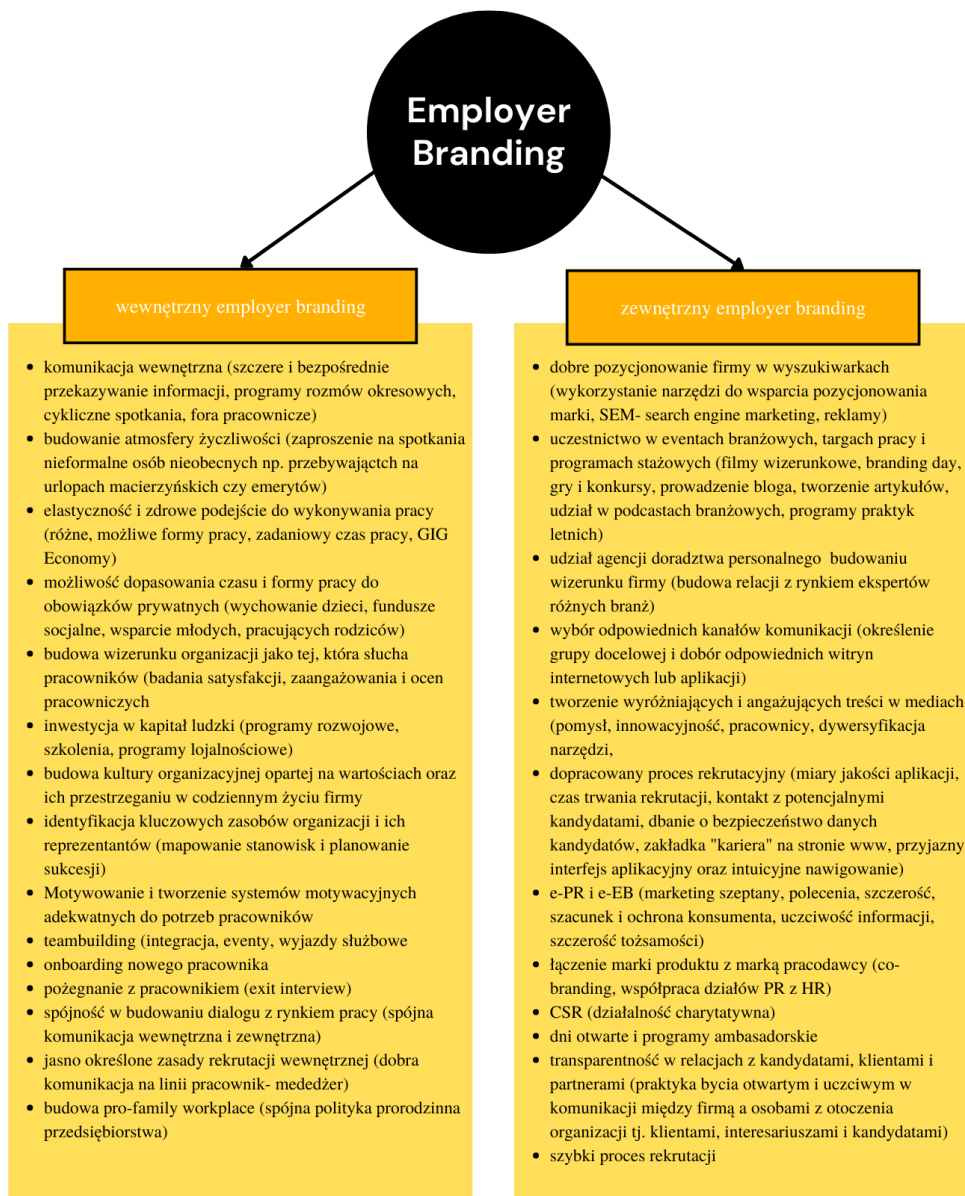 Employer
Branding
wewnętrzny employer branding
komunikacja wewnętrzna (szczere i bezpośrednie
przekazywanie informacji, programy rozmów okresowych,
cykliczne spotkania, fora pracownicze)
budowanie atmosfery życzliwości (zaproszenie na spotkania
nieformalne osób nieobecnych np. przebywająctch na
urlopach macierzyńskich czy emerytów)
elastyczność i zdrowe podejście do wykonywania pracy
(różne, możliwe formy pracy, zadaniowy czas pracy, GIG
Economy)
możliwość dopasowania czasu i formy pracy do
obowiązków prywatnych (wychowanie dzieci, fundusze
socjalne, wsparcie młodych, pracujących rodziców)
budowa wizerunku organizacji jako tej, która słucha
pracowników (badania satysfakcji, zaangażowania i ocen
pracowniczych
inwestycja w kapitał ludzki (programy rozwojowe,
szkolenia, programy lojalnościowe)
budowa kultury organizacyjnej opartej na wartościach oraz
ich przestrzeganiu w codziennym życiu firmy
identyfikacja kluczowych zasobów organizacji i ich
reprezentantów (mapowanie stanowisk i planowanie
sukcesji)
Motywowanie i tworzenie systemów motywacyjnych
adekwatnych do potrzeb pracowników
teambuilding (integracja, eventy, wyjazdy służbowe
onboarding nowego pracownika
pożegnanie z pracownikiem (exit interview)
spójność w budowaniu dialogu z rynkiem pracy (spójna
komunikacja wewnętrzna i zewnętrzna)
jasno określone zasady rekrutacji wewnętrznej (dobra
komunikacja na linii pracownik- mededżer)
budowa pro-family workplace (spójna polityka prorodzinna
przedsiębiorstwa)
zewnętrzny employer branding
dobre pozycjonowanie firmy w wyszukiwarkach
(wykorzystanie narzędzi do wsparcia pozycjonowania
marki, SEM- search engine marketing, reklamy)
uczestnictwo w eventach branżowych, targach pracy i
programach stażowych (filmy wizerunkowe, branding day,
gry i konkursy, prowadzenie bloga, tworzenie artykułów,
udział w podcastach branżowych, programy praktyk
letnich)
udział agencji doradztwa personalnego  budowaniu
wizerunku firmy (budowa relacji z rynkiem ekspertów
różnych branż)
wybór odpowiednich kanałów komunikacji (określenie
grupy docelowej i dobór odpowiednich witryn
internetowych lub aplikacji)
tworzenie wyróżniających i angażujących treści w mediach
(pomysł, innowacyjność, pracownicy, dywersyfikacja
narzędzi,
dopracowany proces rekrutacyjny (miary jakości aplikacji,
czas trwania rekrutacji, kontakt z potencjalnymi
kandydatami, dbanie o bezpieczeństwo danych
kandydatów, zakładka "kariera" na stronie www, przyjazny
interfejs aplikacyjny oraz intuicyjne nawigowanie)
e-PR i e-EB (marketing szeptany, polecenia, szczerość,
szacunek i ochrona konsumenta, uczciwość informacji,
szczerość tożsamości)
łączenie marki produktu z marką pracodawcy (co-
branding, współpraca działów PR z HR)
CSR (działalność charytatywna)
dni otwarte i programy ambasadorskie
transparentność w relacjach z kandydatami, klientami i
partnerami (praktyka bycia otwartym i uczciwym w
komunikacji między firmą a osobami z otoczenia
organizacji tj. klientami, interesariuszami i kandydatami)
szybki proces rekrutacji